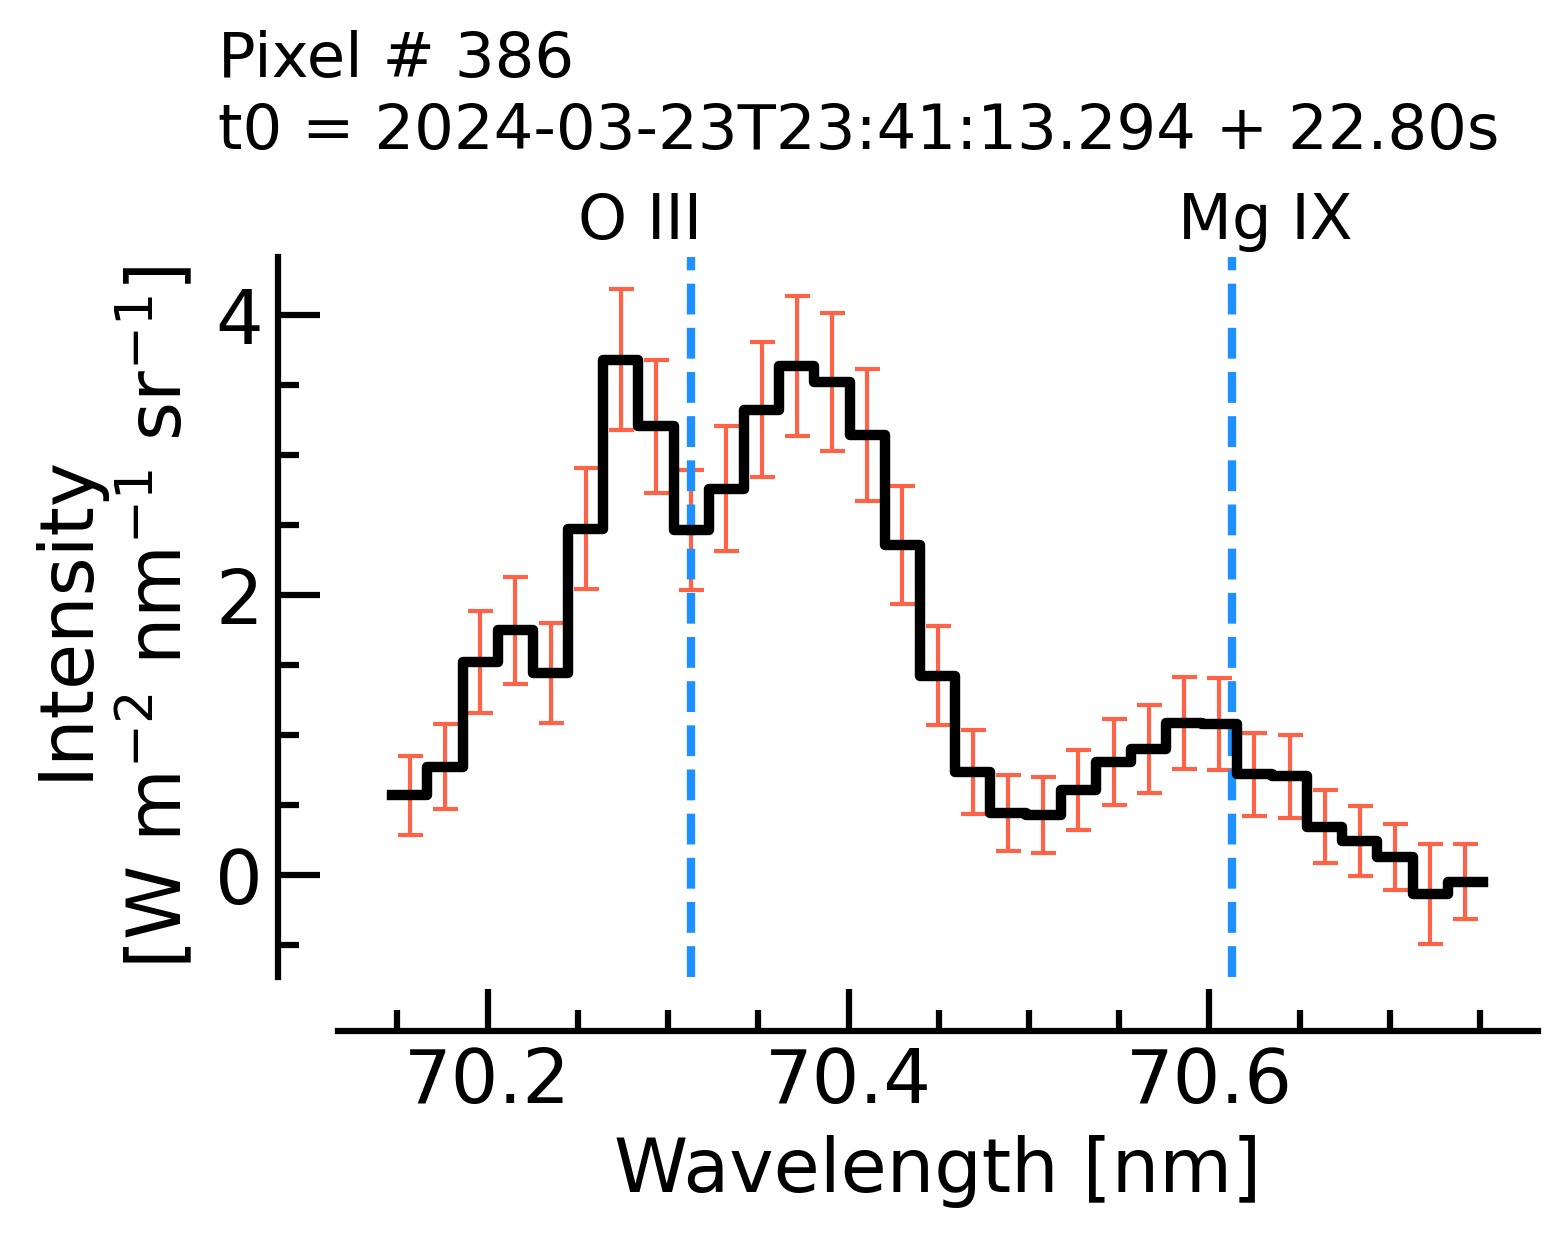 Pixel # 386
t0 = 2024-03-23T23:41:13.294 + 22.80s
O III Mg IX
Intensity
[W m⁻² nm⁻¹ sr⁻¹]
4
2
0
70.2 70.4 70.6
Wavelength [nm]